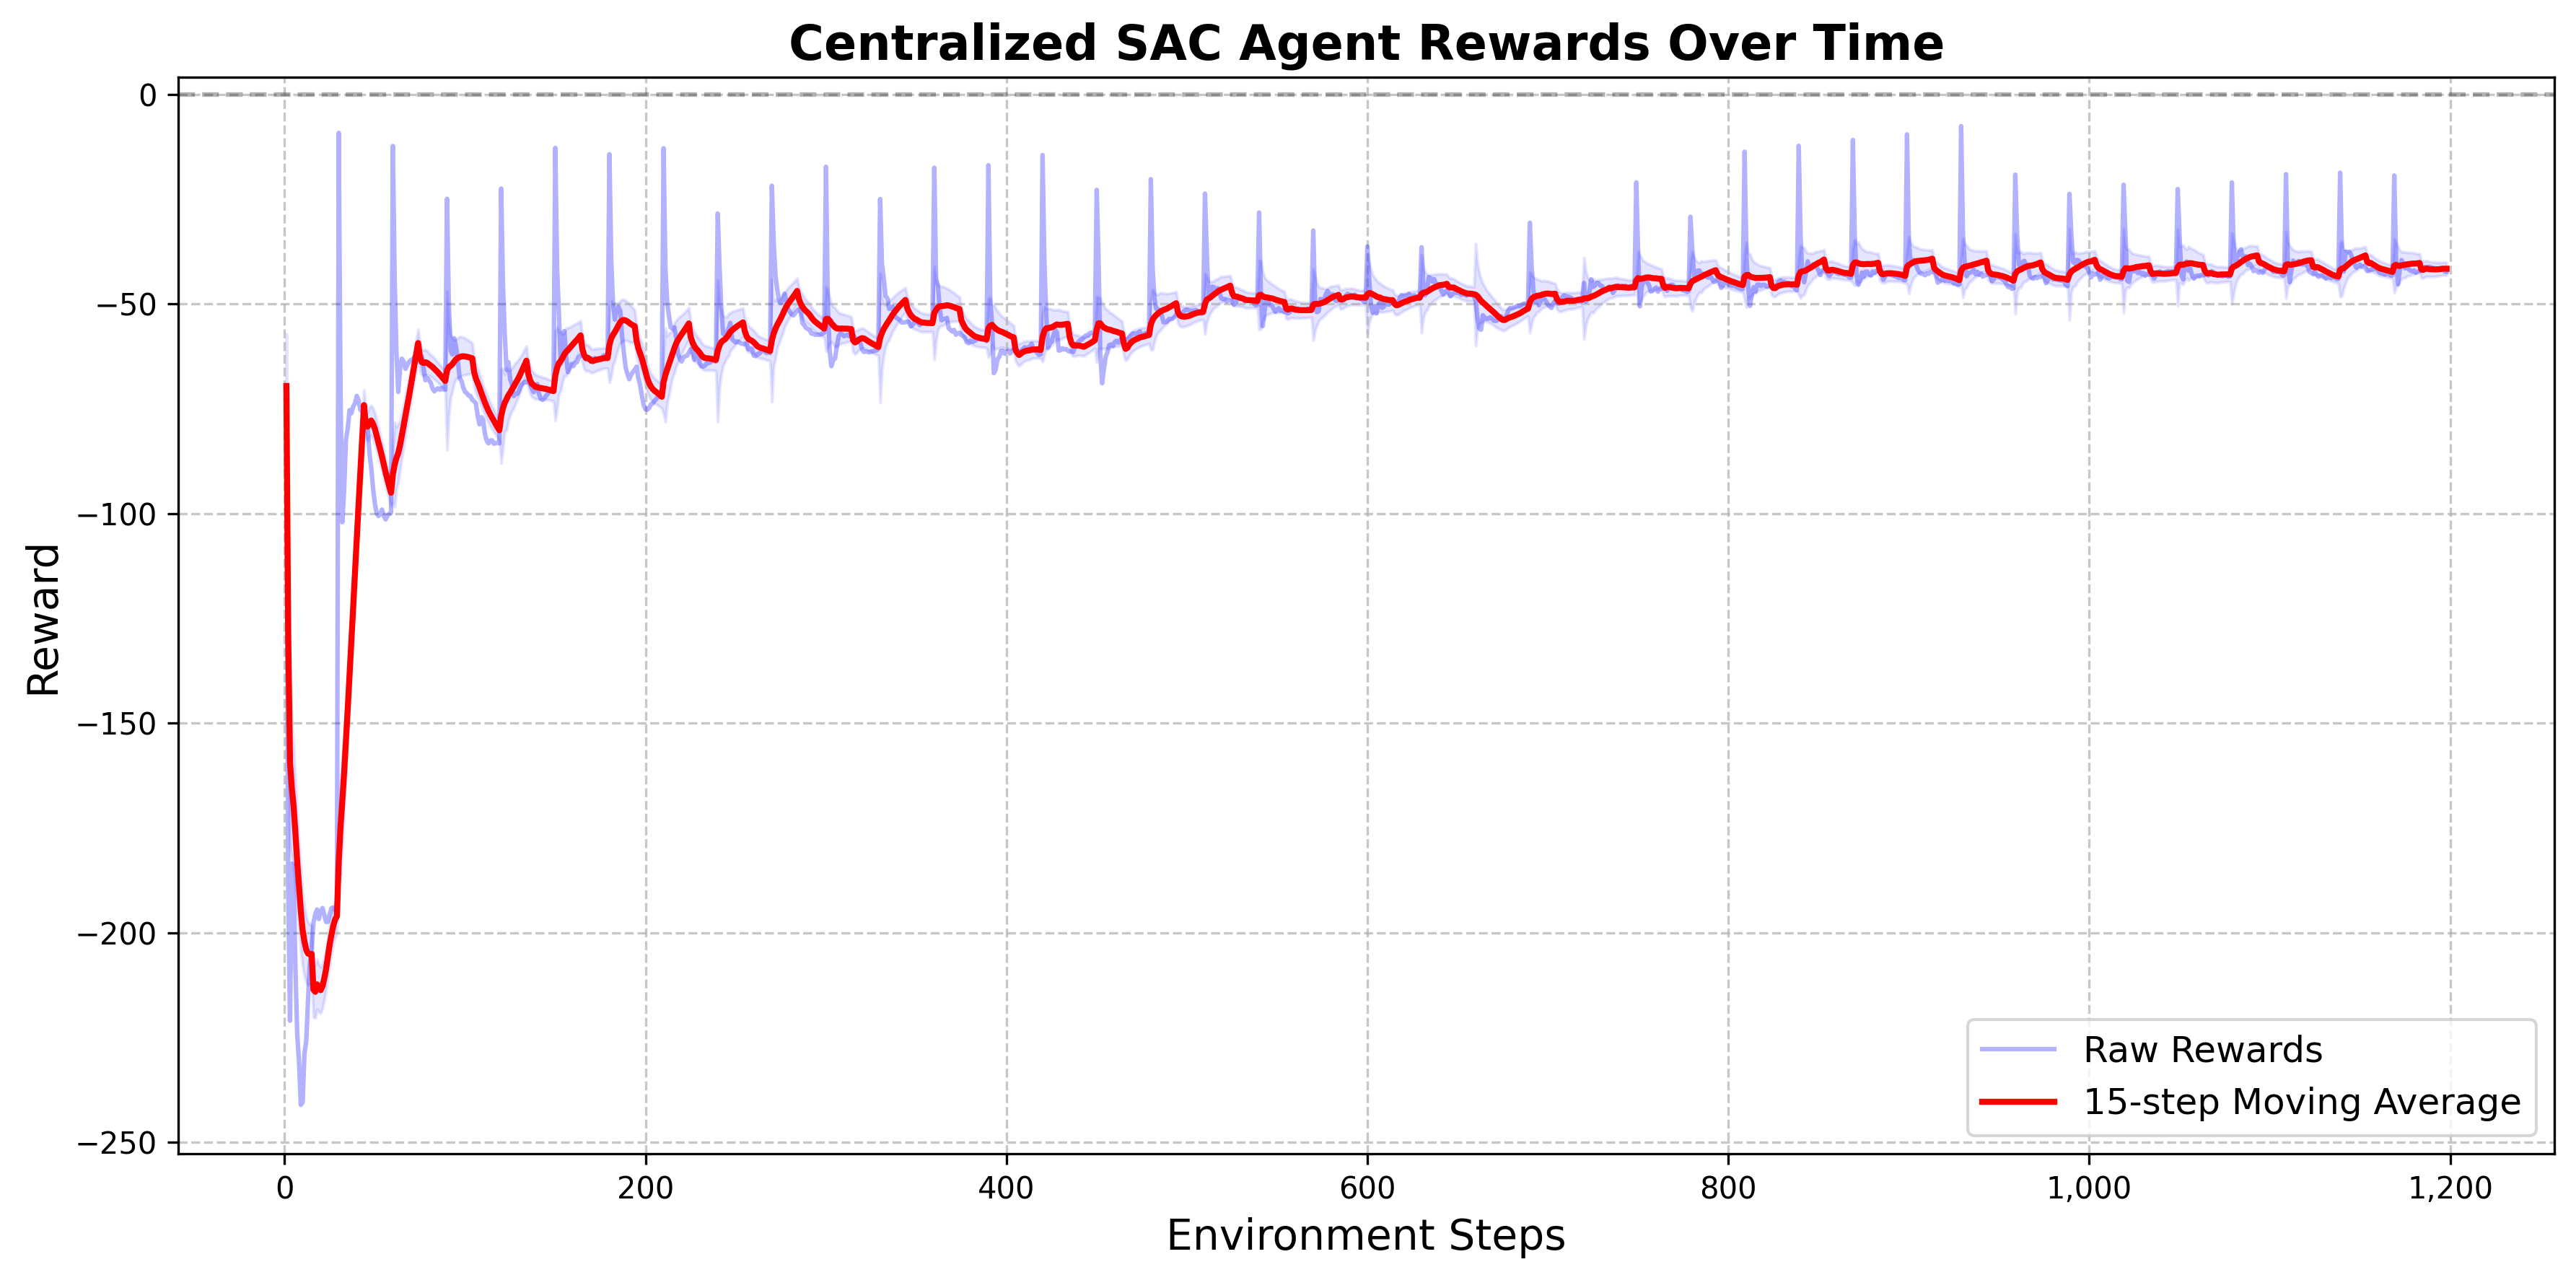 Centralized SAC Agent Rewards Over Time
0
−50
−100
−150
−200
−250
Reward
0
200
400
600
800
1,000
1,200
Environment Steps
Raw Rewards
15-step Moving Average